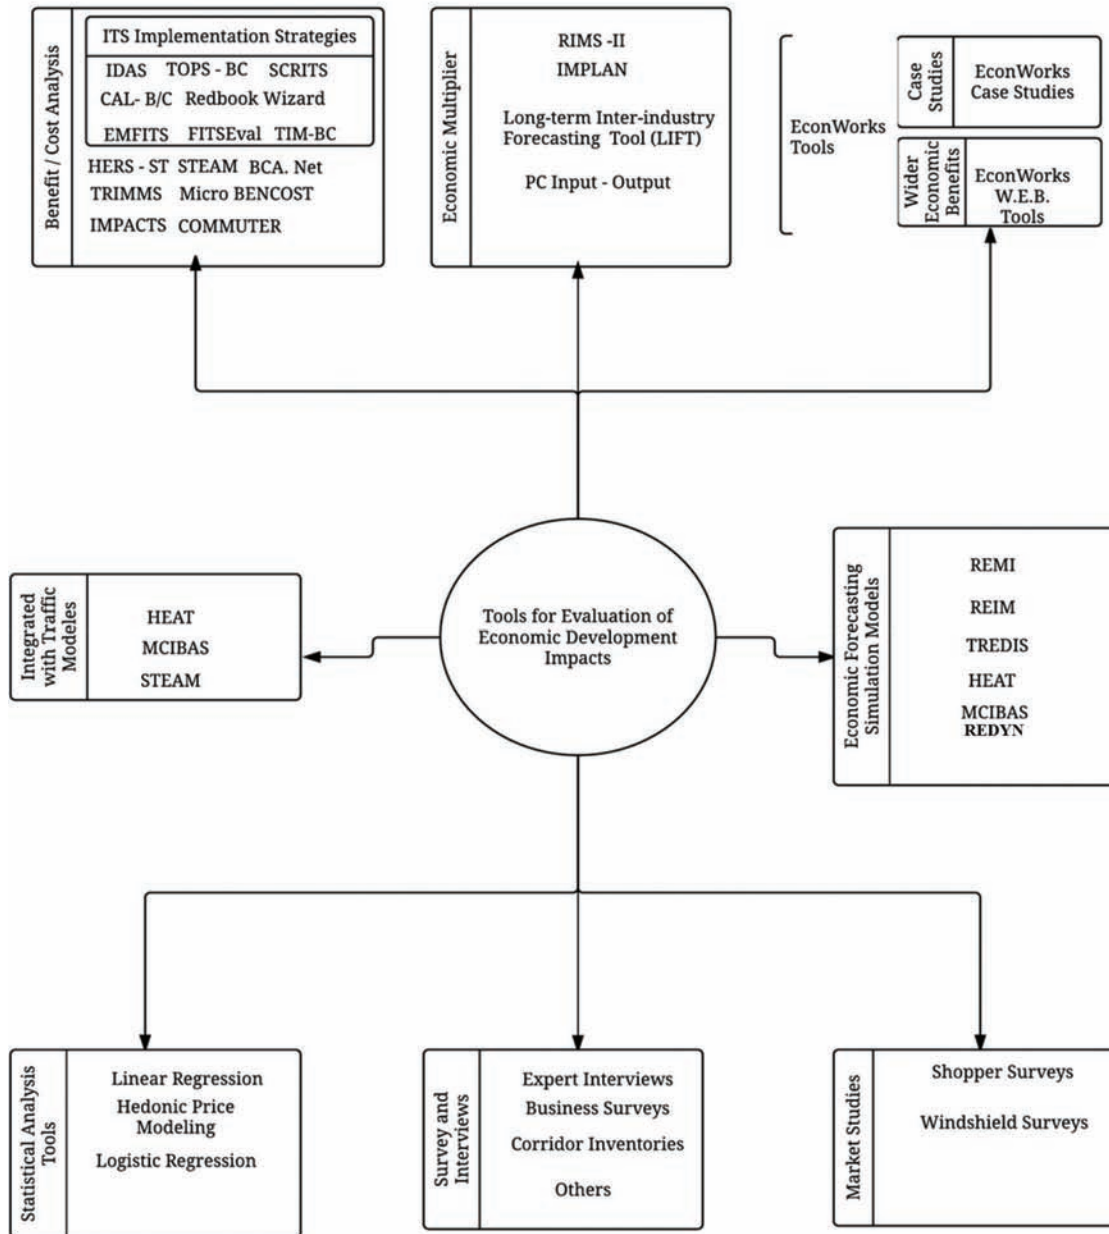 Benefit / Cost Analysis
ITS Implementation Strategies
IDAS TOPS - BC SCRITS
CAL- B/C Redbook Wizard
EMFITS FITSEval TIM-BC
HERS - ST STEAM BCA. Net
TRIMMS Micro BENCOST
IMPACTS COMMUTER
Economic Multiplier
RIMS -II
IMPLAN
Long-term Inter-industry
Forecasting Tool (LIFT)
PC Input - Output
EconWorks
Tools
Case
Studies
EconWorks
Case Studies
Wider
Economic
Benefits
EconWorks
W.E.B.
Tools
Integrated
with Traffic
Modeles
HEAT
MCIBAS
STEAM
Tools for Evaluation of
Economic Development
Impacts
Economic Forecasting
Simulation Models
REMI
REIM
TREDIS
HEAT
MCIBAS
REDYN
Statistical Analysis
Tools
Linear Regression
Hedonic Price
Modeling
Logistic Regression
Survey and
Interviews
Expert Interviews
Business Surveys
Corridor Inventories
Others
Market Studies
Shopper Surveys
Windshield Surveys